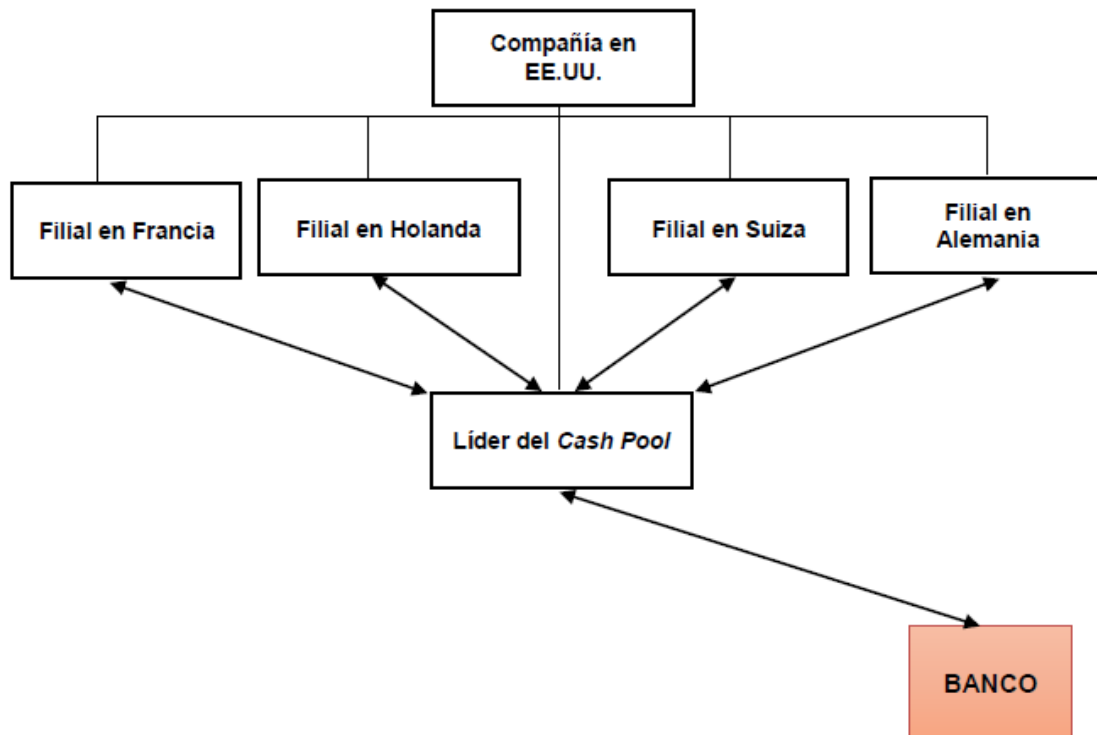 Compañía en
EE.UU.
Filial en Francia
Filial en Holanda
Filial en Suiza
Filial en
Alemania
Líder del Cash Pool
BANCO